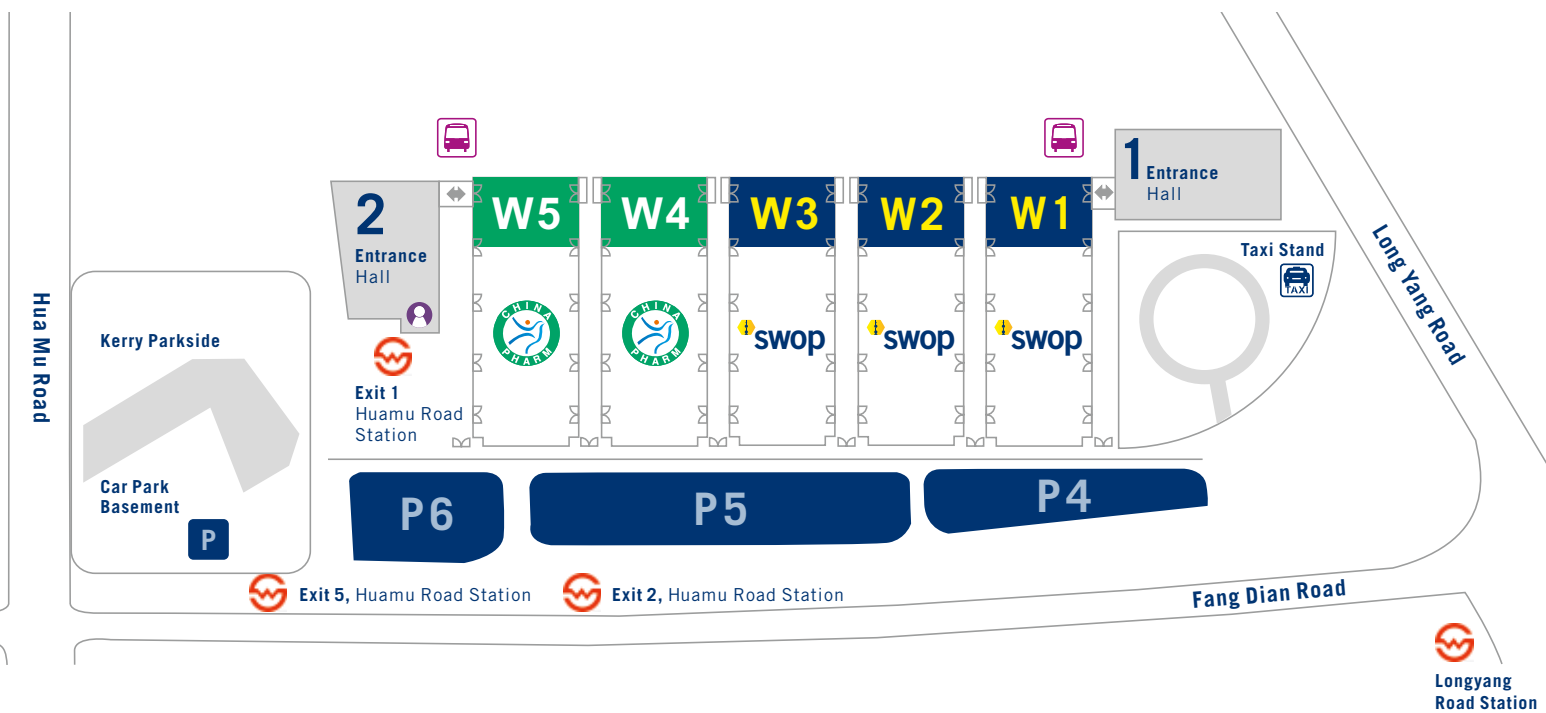 1
Entrance
Hall
2
Entrance
Hall
W5
W4
W3
W2
W1
Taxi Stand
TAXI
Long Yang Road
Hua Mu Road
Kerry Parkside
CHINA
PHARM
CHINA
PHARM
swop
swop
swop
Exit 1
Huamu Road
Station
Car Park
Basement
P
P6
P5
P4
Exit 5, Huamu Road Station
Exit 2, Huamu Road Station
Fang Dian Road
Longyang
Road Station